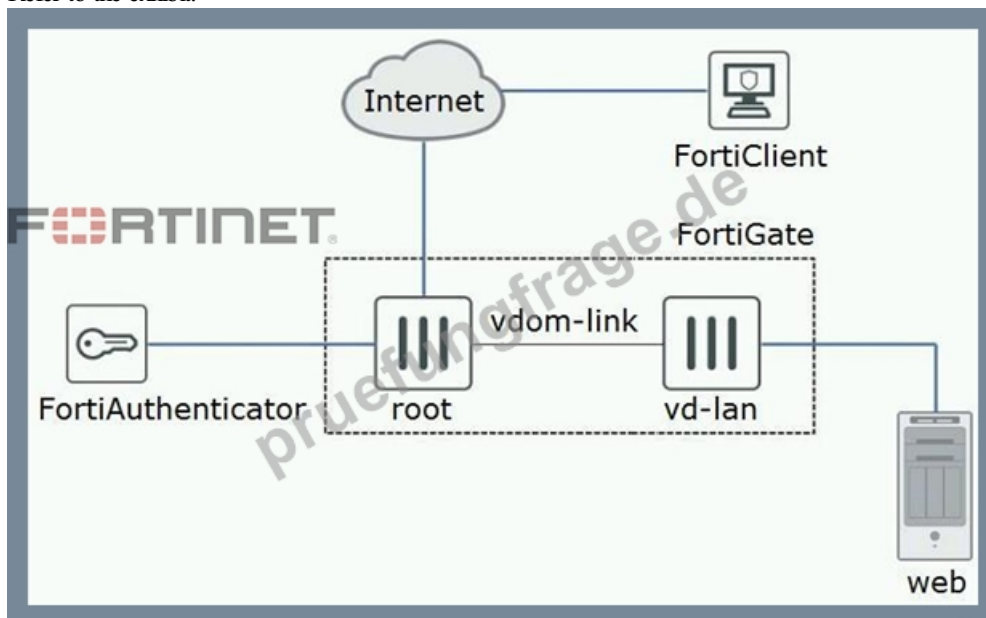 Internet
FortiClient
FORTINET
FortiGate
vdom-link
FortiAuthenticator
root
vd-lan
web
pruefungfrage.de